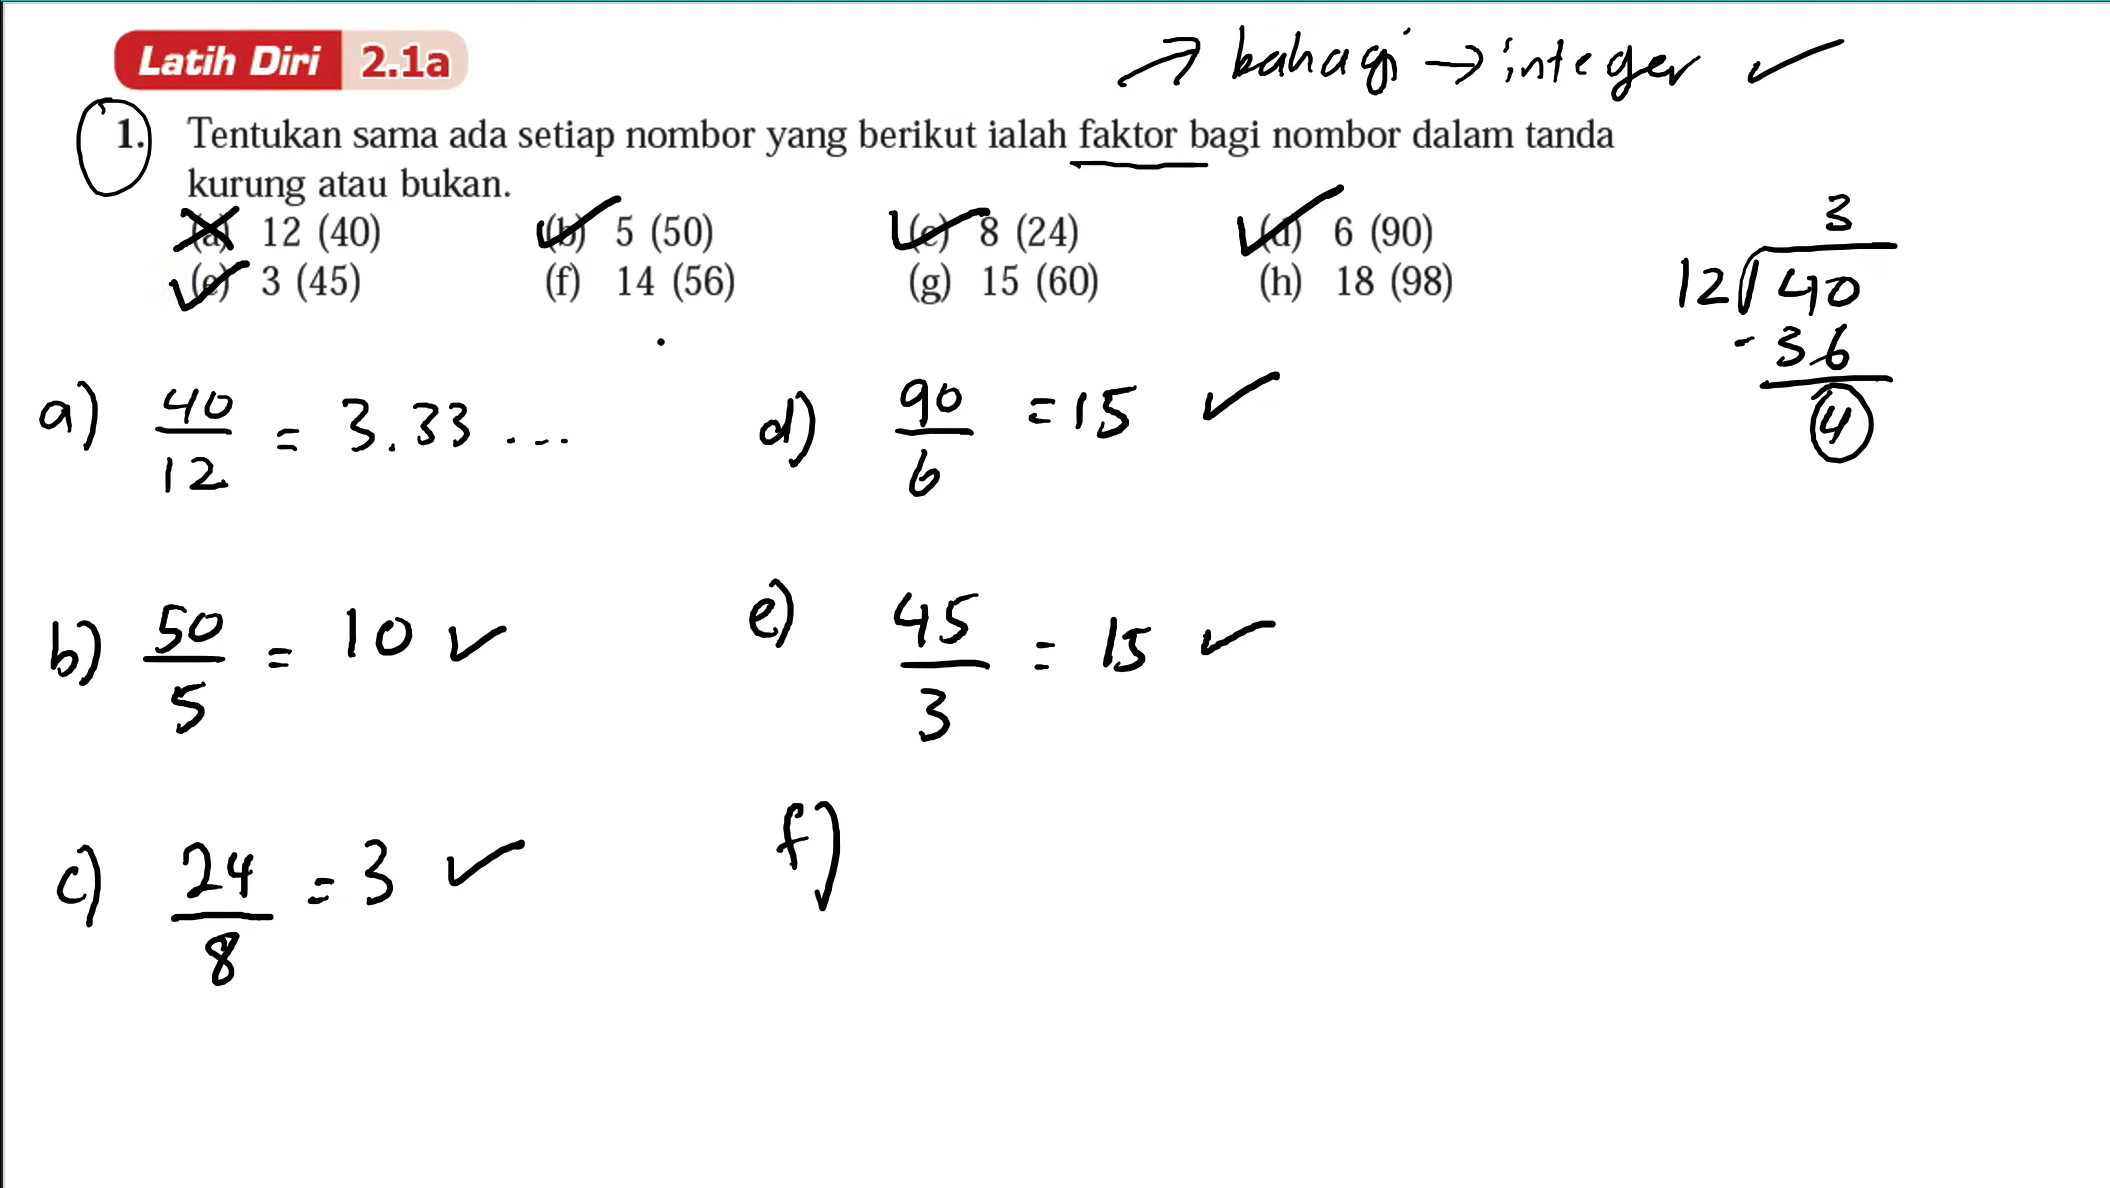 Latih Diri 2.1a
→ bahagi → integer ✓
1. Tentukan sama ada setiap nombor yang berikut ialah faktor bagi nombor dalam tanda
kurung atau bukan.
(a) 12 (40) (b) 5 (50) (c) 8 (24) (d) 6 (90)
(e) 3 (45) (f) 14 (56) (g) 15 (60) (h) 18 (98)
3
12 40
- 36
4
a) 40/12 = 3.33 ....
b) 50/5 = 10 ✓
c) 24/8 = 3 ✓
d) 90/6 = 15 ✓
e) 45/3 = 15 ✓
f)